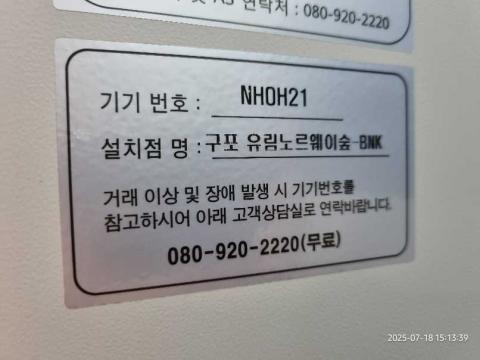 연락처 : 080-920-2220
기기 번호 : NHOH21
설치점 명 : 구포 유림노르웨이숲-BNK
거래 이상 및 장애 발생 시 기기번호를
참고하시어 아래 고객상담실로 연락바랍니다.
080-920-2220(무료)
2025-07-18 15:13:39